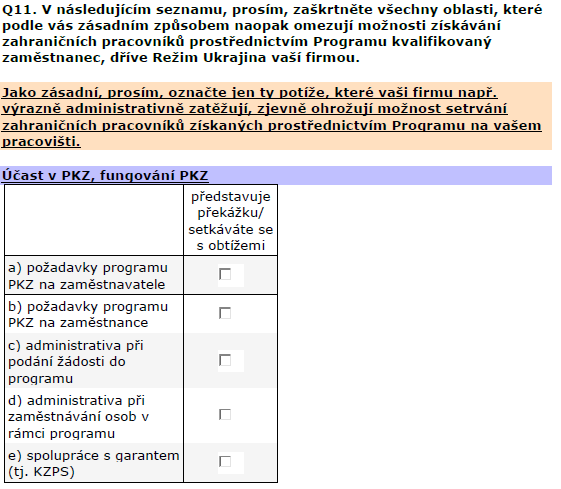 Q11. V následujícím seznamu, prosím, zaškrtněte všechny oblasti, které
podle vás zásadním způsobem naopak omezují možnosti získávání
zahraničních pracovníků prostřednictvím Programu kvalifikovaný
zaměstnanec, dříve Režim Ukrajina vaší firmou.
Jako zásadní, prosím, označte jen ty potíže, které vaši firmu např.
výrazně administrativně zatěžují, zjevně ohrožují možnost setrvání
zahraničních pracovníků získaných prostřednictvím Programu na vašem
pracovišti.
Účast v PKZ, fungování PKZ
představuje
překážku/
setkáváte se
s obtížemi
a) požadavky programu
PKZ na zaměstnavatele
b) požadavky programu
PKZ na zaměstnance
c) administrativa při
podání žádosti do
programu
d) administrativa při
zaměstnávání osob v
rámci programu
e) spolupráce s garantem
(tj. KZPS)